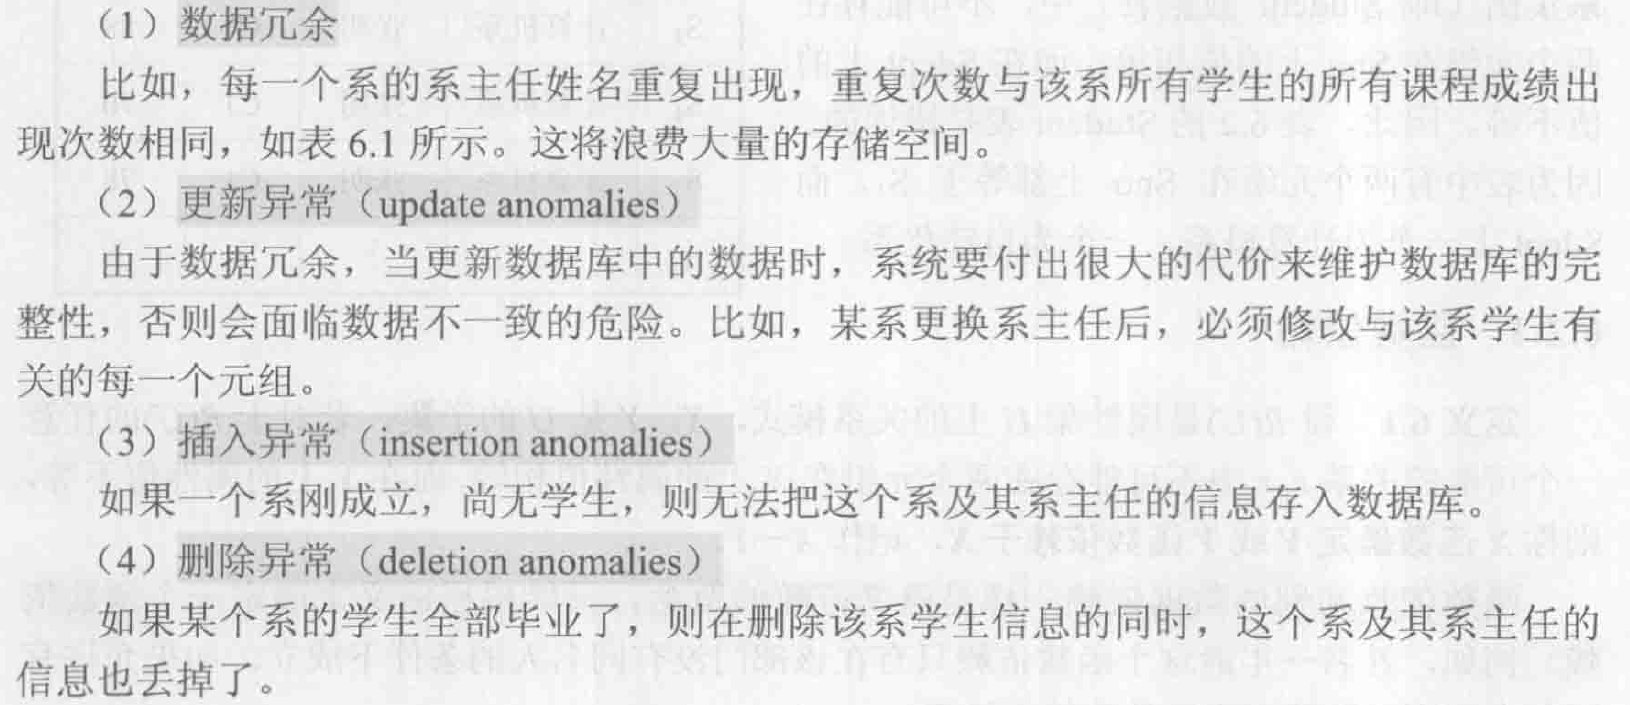 （1）数据冗余
比如，每一个系的系主任姓名重复出现，重复次数与该系所有学生的所有课程成绩出
现次数相同，如表 6.1 所示。这将浪费大量的存储空间。
（2）更新异常（update anomalies）
由于数据冗余，当更新数据库中的数据时，系统要付出很大的代价来维护数据库的完
整性，否则会面临数据不一致的危险。比如，某系更换系主任后，必须修改与该系学生有
关的每一个元组。
（3）插入异常（insertion anomalies）
如果一个系刚成立，尚无学生，则无法把这个系及其系主任的信息存入数据库。
（4）删除异常（deletion anomalies）
如果某个系的学生全部毕业了，则在删除该系学生信息的同时，这个系及其系主任的
信息也丢掉了。